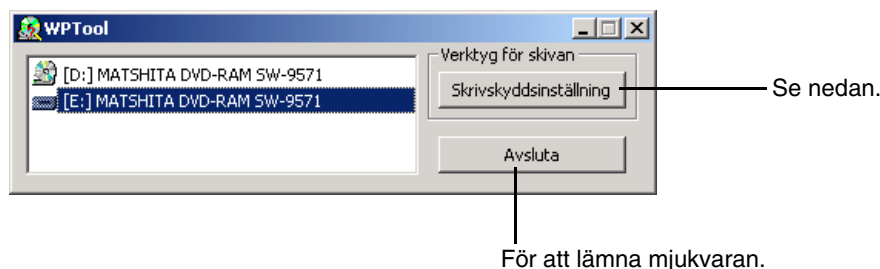 WPTool
[D:] MATSHITA DVD-RAM SW-9571
[E:] MATSHITA DVD-RAM SW-9571
Verktyg för skivan
Skrivskyddsinställning
Avsluta
Se nedan.
För att lämna mjukvaran.